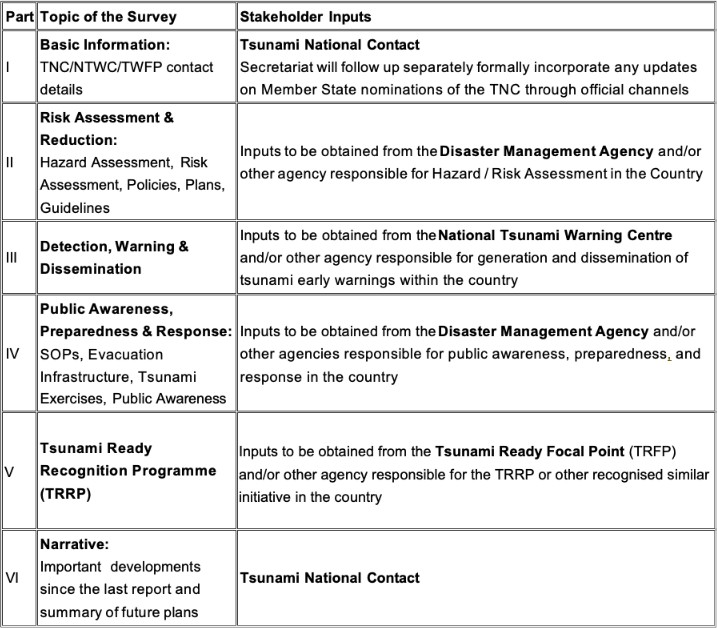 Part Topic of the Survey Stakeholder Inputs
I
Basic Information:
TNC/NTWC/TWFP contact
details
Tsunami National Contact
Secretariat will follow up separately formally incorporate any updates
on Member State nominations of the TNC through official channels
II
Risk Assessment &
Reduction:
Hazard Assessment, Risk
Assessment, Policies, Plans,
Guidelines
Inputs to be obtained from the Disaster Management Agency and/or
other agency responsible for Hazard / Risk Assessment in the Country
III
Detection, Warning &
Dissemination
Inputs to be obtained from the National Tsunami Warning Centre
and/or other agency responsible for generation and dissemination of
tsunami early warnings within the country
IV
Public Awareness,
Preparedness & Response:
SOPs, Evacuation
Infrastructure, Tsunami
Exercises, Public Awareness
Inputs to be obtained from the Disaster Management Agency and/or
other agencies responsible for public awareness, preparedness, and
response in the country
V
Tsunami Ready
Recognition Programme
(TRRP)
Inputs to be obtained from the Tsunami Ready Focal Point (TRFP)
and/or other agency responsible for the TRRP or other recognised similar
initiative in the country
VI
Narrative:
Important developments
since the last report and
summary of future plans
Tsunami National Contact